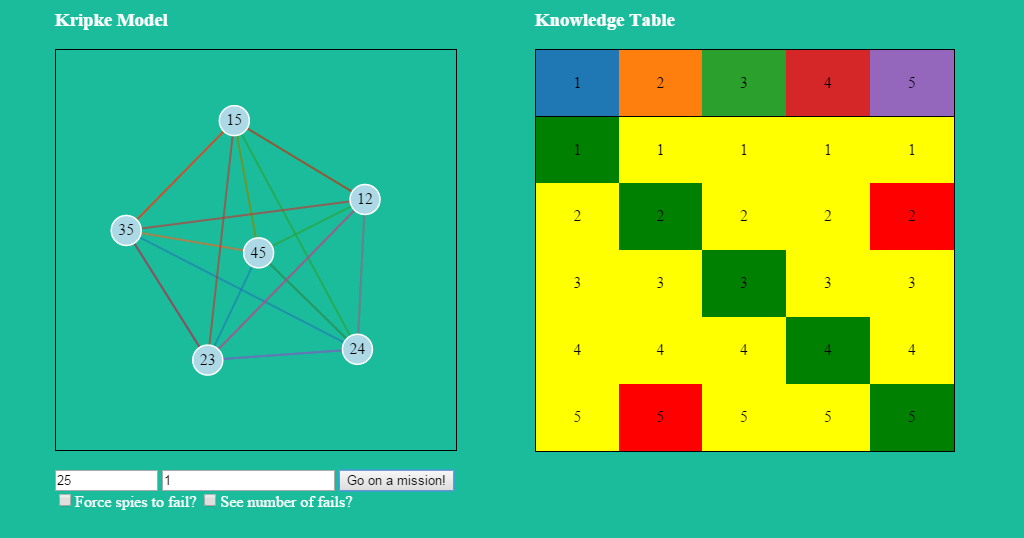 Kripke Model
Knowledge Table
15
12
35
45
23
24
1 2 3 4 5
1 1 1 1 1
2 2 2 2 2
3 3 3 3 3
4 4 4 4 4
5 5 5 5 5
25 1 Go on a mission!
Force spies to fail? See number of fails?